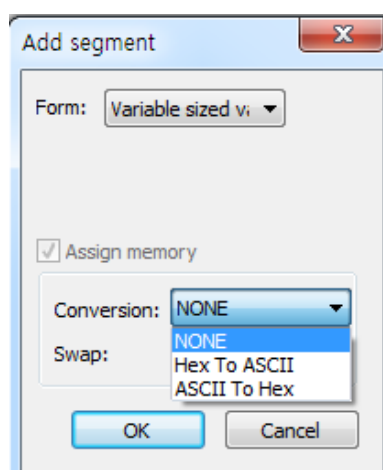 Add segment
Form: Variable sized va
Assign memory
Conversion: NONE
NONE
Hex To ASCII
Swap:
ASCII To Hex
OK Cancel